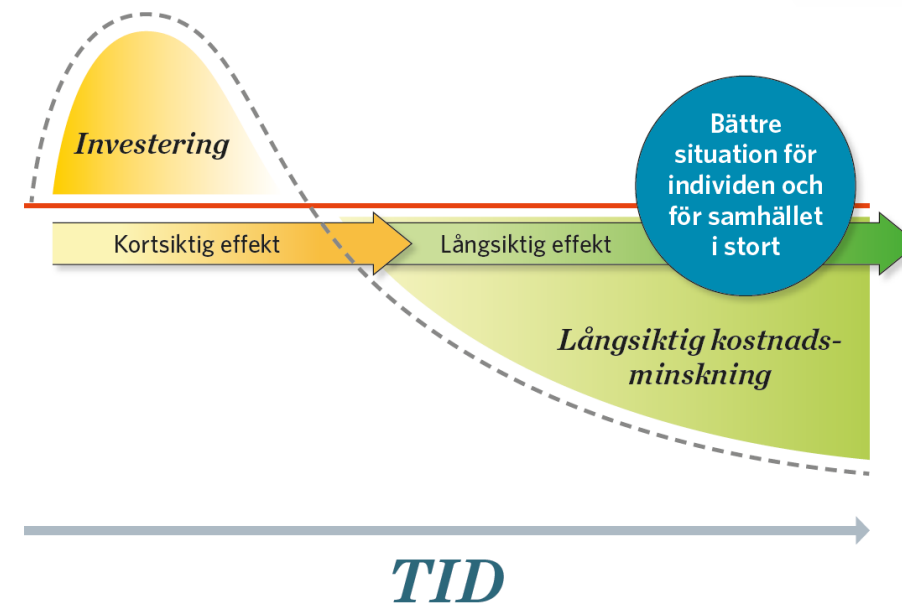 Investering
Bättre
situation för
individen och
för samhället
i stort
Kortsiktig effekt
Långsiktig effekt
Långsiktig kostnads-
minskning
TID